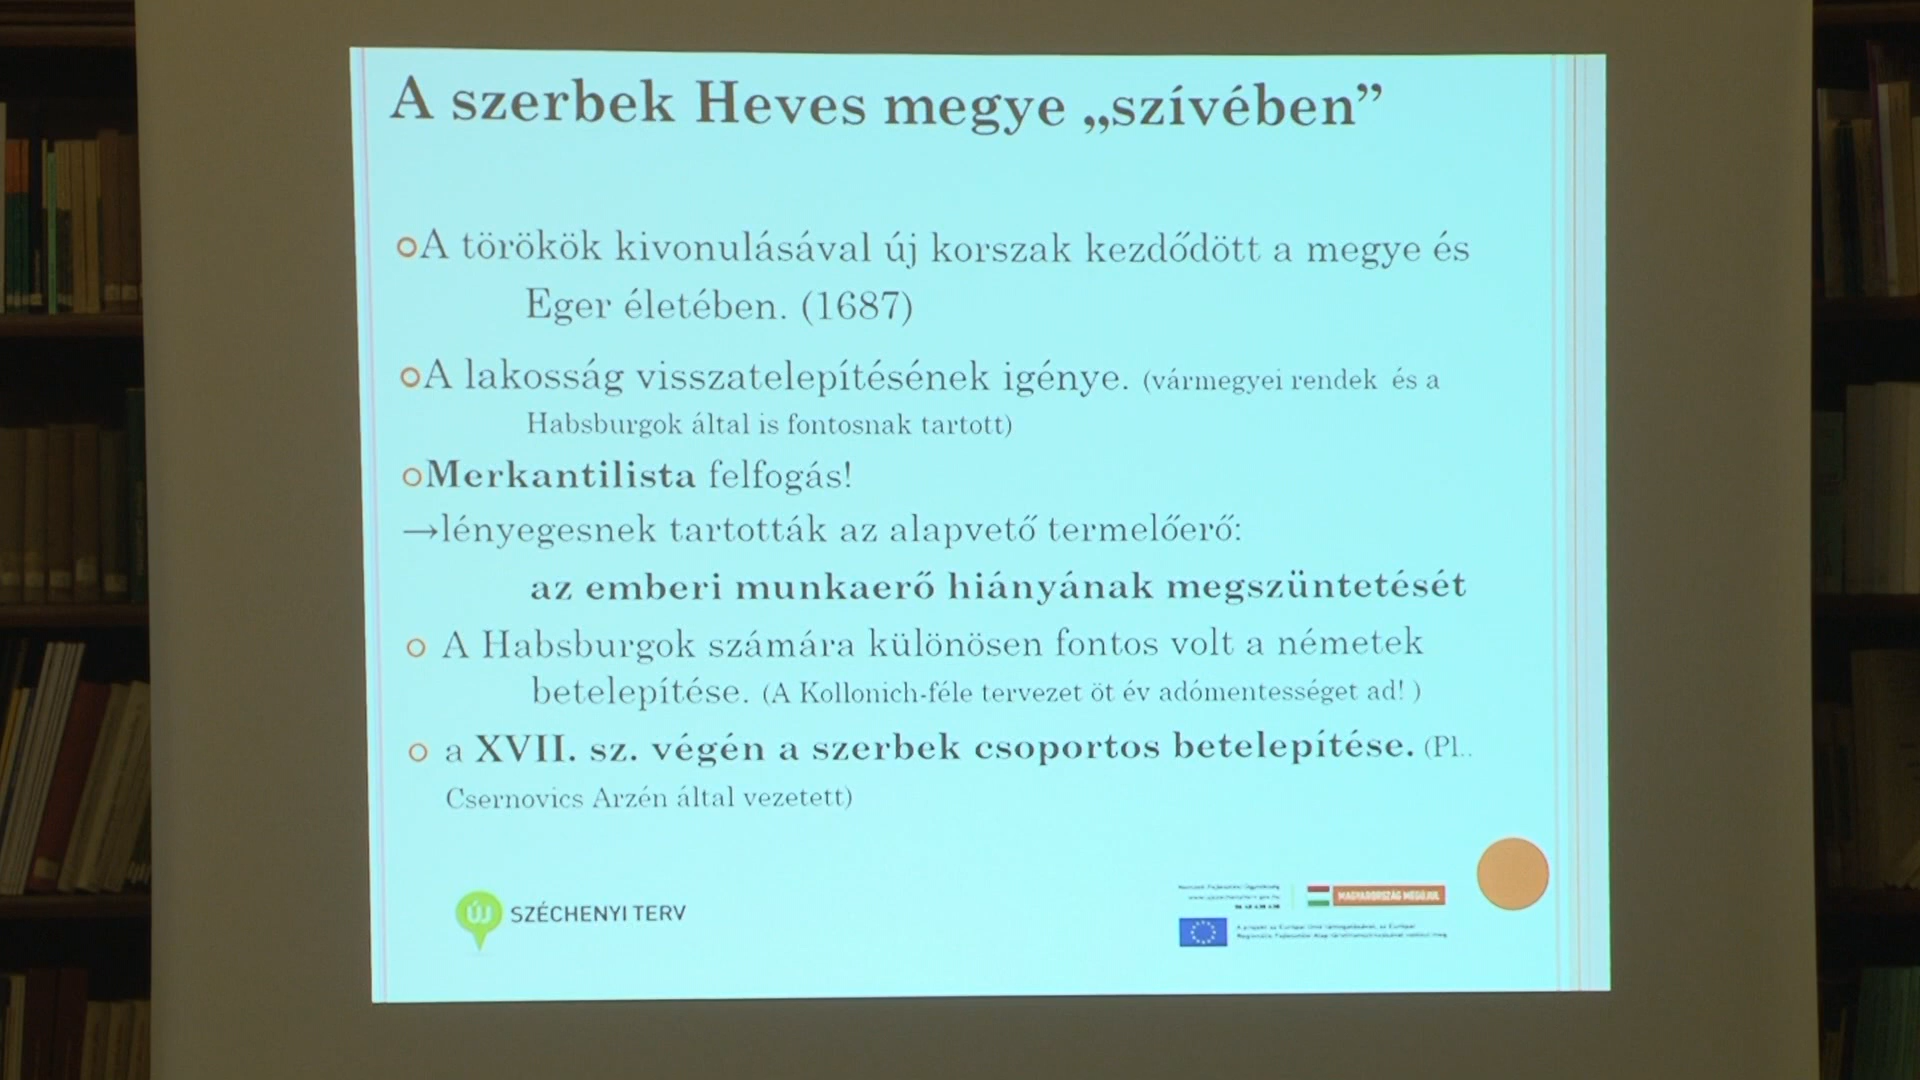 A szerbek Heves megye „szívében”
A törökök kivonulásával új korszak kezdődött a megye és
Eger életében. (1687)
A lakosság visszatelepítésének igénye. (vármegyei rendek és a
Habsburgok által is fontosnak tartott)
Merkantilista felfogás!
→lényegesnek tartották az alapvető termelőerő:
az emberi munkaerő hiányának megszüntetését
A Habsburgok számára különösen fontos volt a németek
betelepítése. (A Kollonich-féle tervezet öt év adómentességet ad! )
a XVII. sz. végén a szerbek csoportos betelepítése. (Pl..
Csernovics Arzén által vezetett)
ÚJ SZÉCHENYI TERV
MAGYARORSZÁG MEGÚJUL